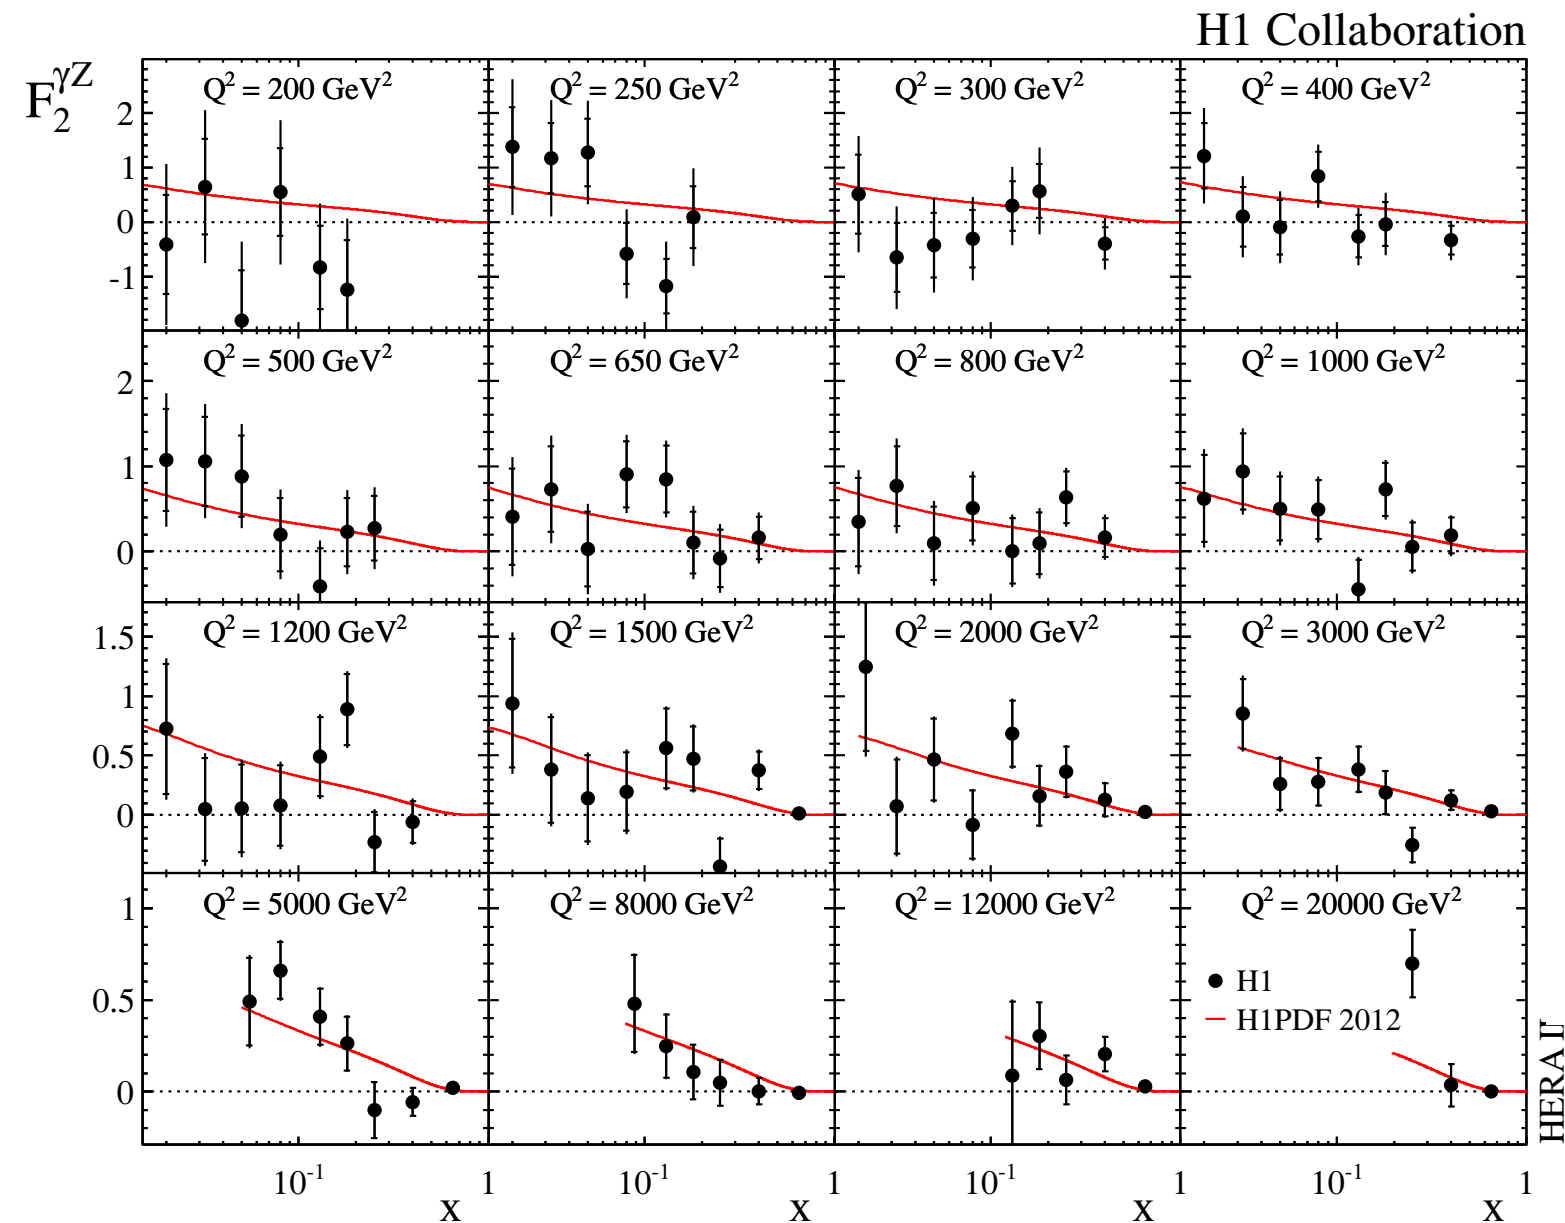 H1 Collaboration
F₂^γZ
Q² = 200 GeV² Q² = 250 GeV² Q² = 300 GeV² Q² = 400 GeV²
2
1
0
-1
Q² = 500 GeV² Q² = 650 GeV² Q² = 800 GeV² Q² = 1000 GeV²
2
1
0
Q² = 1200 GeV² Q² = 1500 GeV² Q² = 2000 GeV² Q² = 3000 GeV²
1.5
1
0.5
0
Q² = 5000 GeV² Q² = 8000 GeV² Q² = 12000 GeV² Q² = 20000 GeV²
1
H1
0.5
H1PDF 2012
0
HERA II
10⁻¹ 1 10⁻¹ 1 10⁻¹ 1 10⁻¹ 1
x x x x